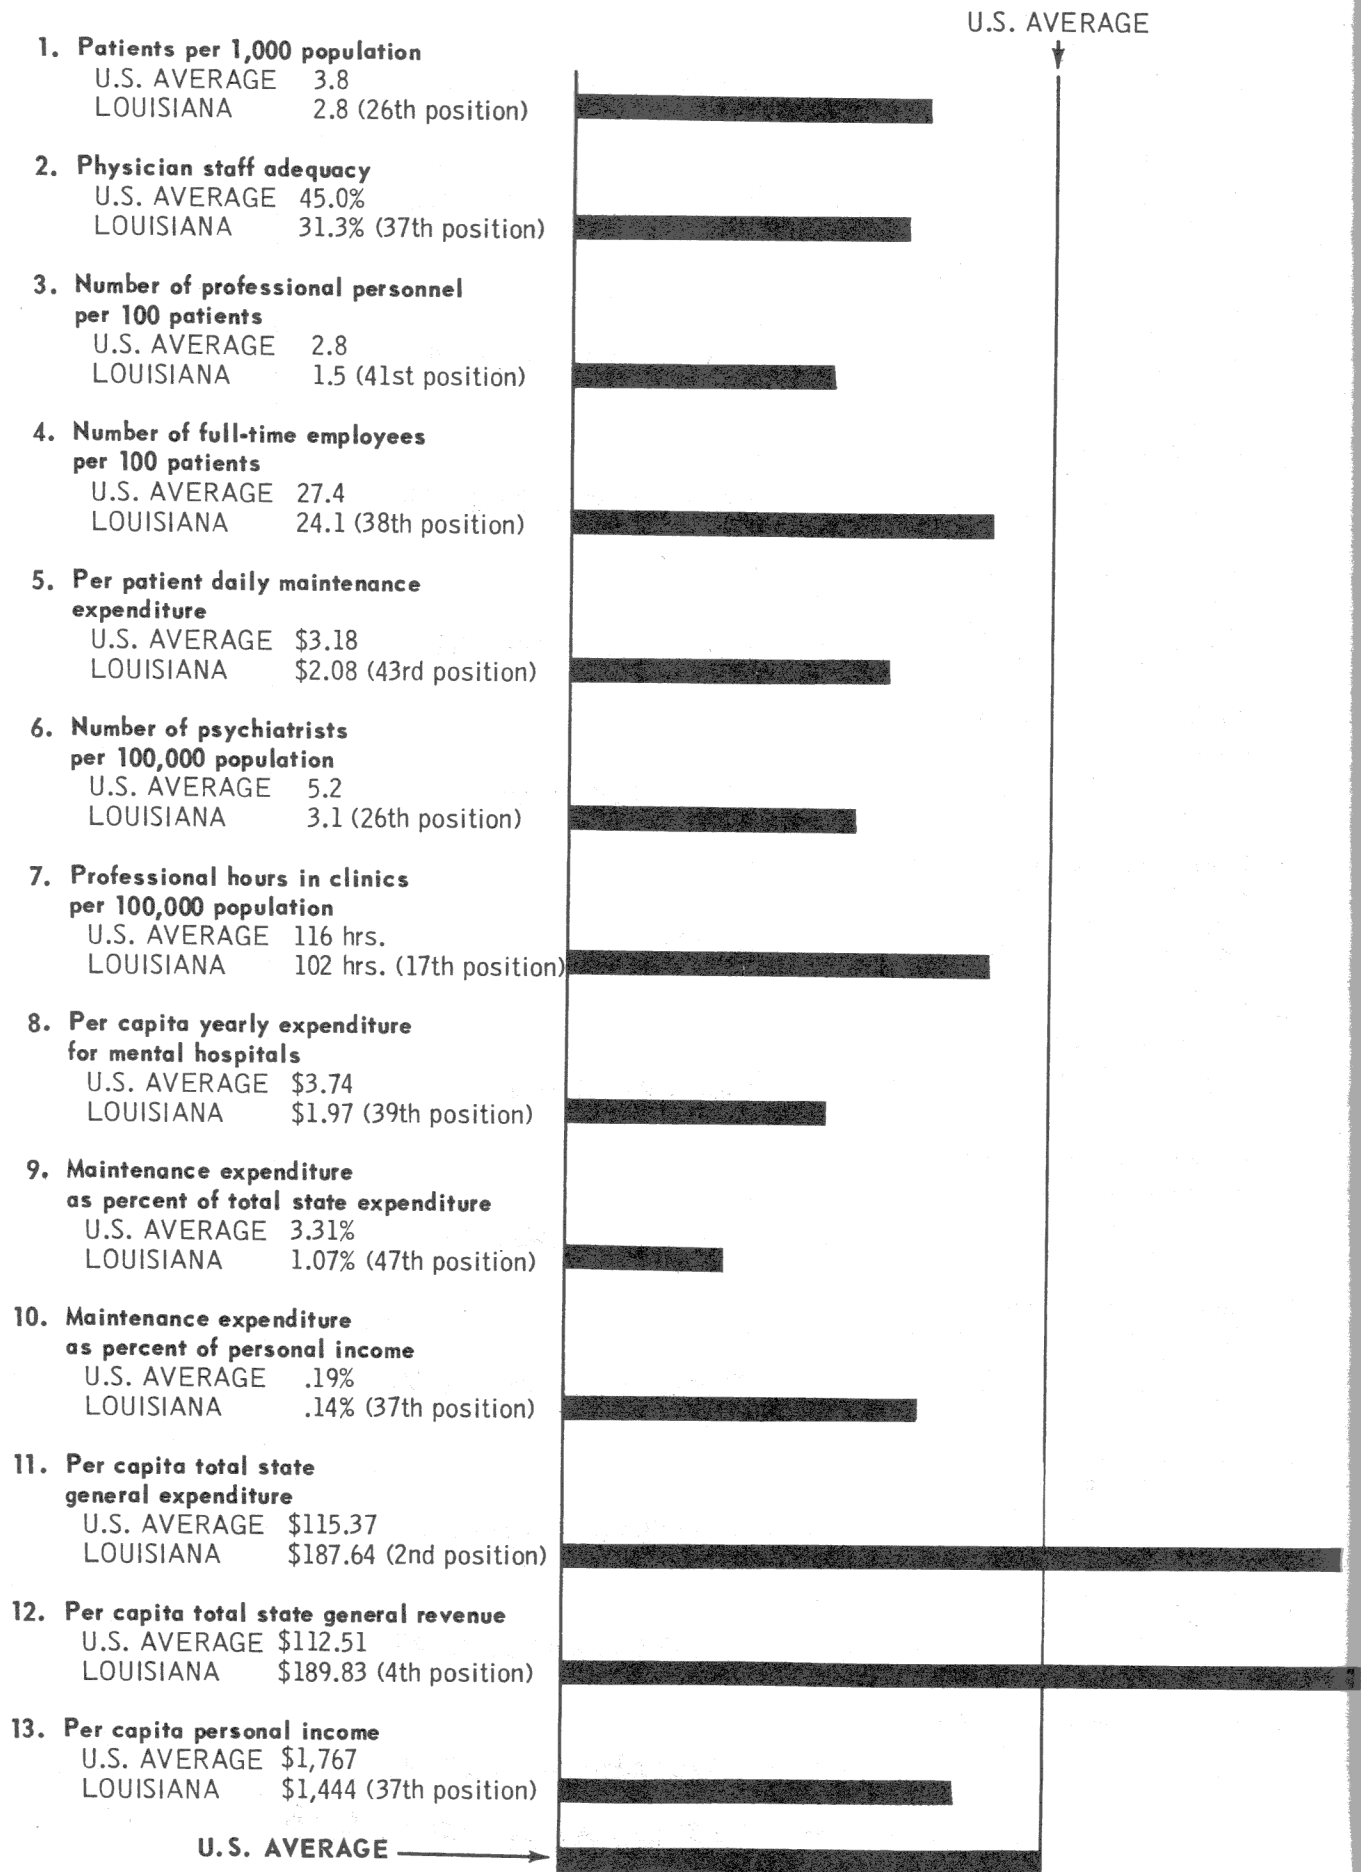 U.S. AVERAGE
1. Patients per 1,000 population
U.S. AVERAGE 3.8
LOUISIANA 2.8 (26th position)
2. Physician staff adequacy
U.S. AVERAGE 45.0%
LOUISIANA 31.3% (37th position)
3. Number of professional personnel
per 100 patients
U.S. AVERAGE 2.8
LOUISIANA 1.5 (41st position)
4. Number of full-time employees
per 100 patients
U.S. AVERAGE 27.4
LOUISIANA 24.1 (38th position)
5. Per patient daily maintenance
expenditure
U.S. AVERAGE $3.18
LOUISIANA $2.08 (43rd position)
6. Number of psychiatrists
per 100,000 population
U.S. AVERAGE 5.2
LOUISIANA 3.1 (26th position)
7. Professional hours in clinics
per 100,000 population
U.S. AVERAGE 116 hrs.
LOUISIANA 102 hrs. (17th position)
8. Per capita yearly expenditure
for mental hospitals
U.S. AVERAGE $3.74
LOUISIANA $1.97 (39th position)
9. Maintenance expenditure
as percent of total state expenditure
U.S. AVERAGE 3.31%
LOUISIANA 1.07% (47th position)
10. Maintenance expenditure
as percent of personal income
U.S. AVERAGE .19%
LOUISIANA .14% (37th position)
11. Per capita total state
general expenditure
U.S. AVERAGE $115.37
LOUISIANA $187.64 (2nd position)
12. Per capita total state general revenue
U.S. AVERAGE $112.51
LOUISIANA $189.83 (4th position)
13. Per capita personal income
U.S. AVERAGE $1,767
LOUISIANA $1,444 (37th position)
U.S. AVERAGE